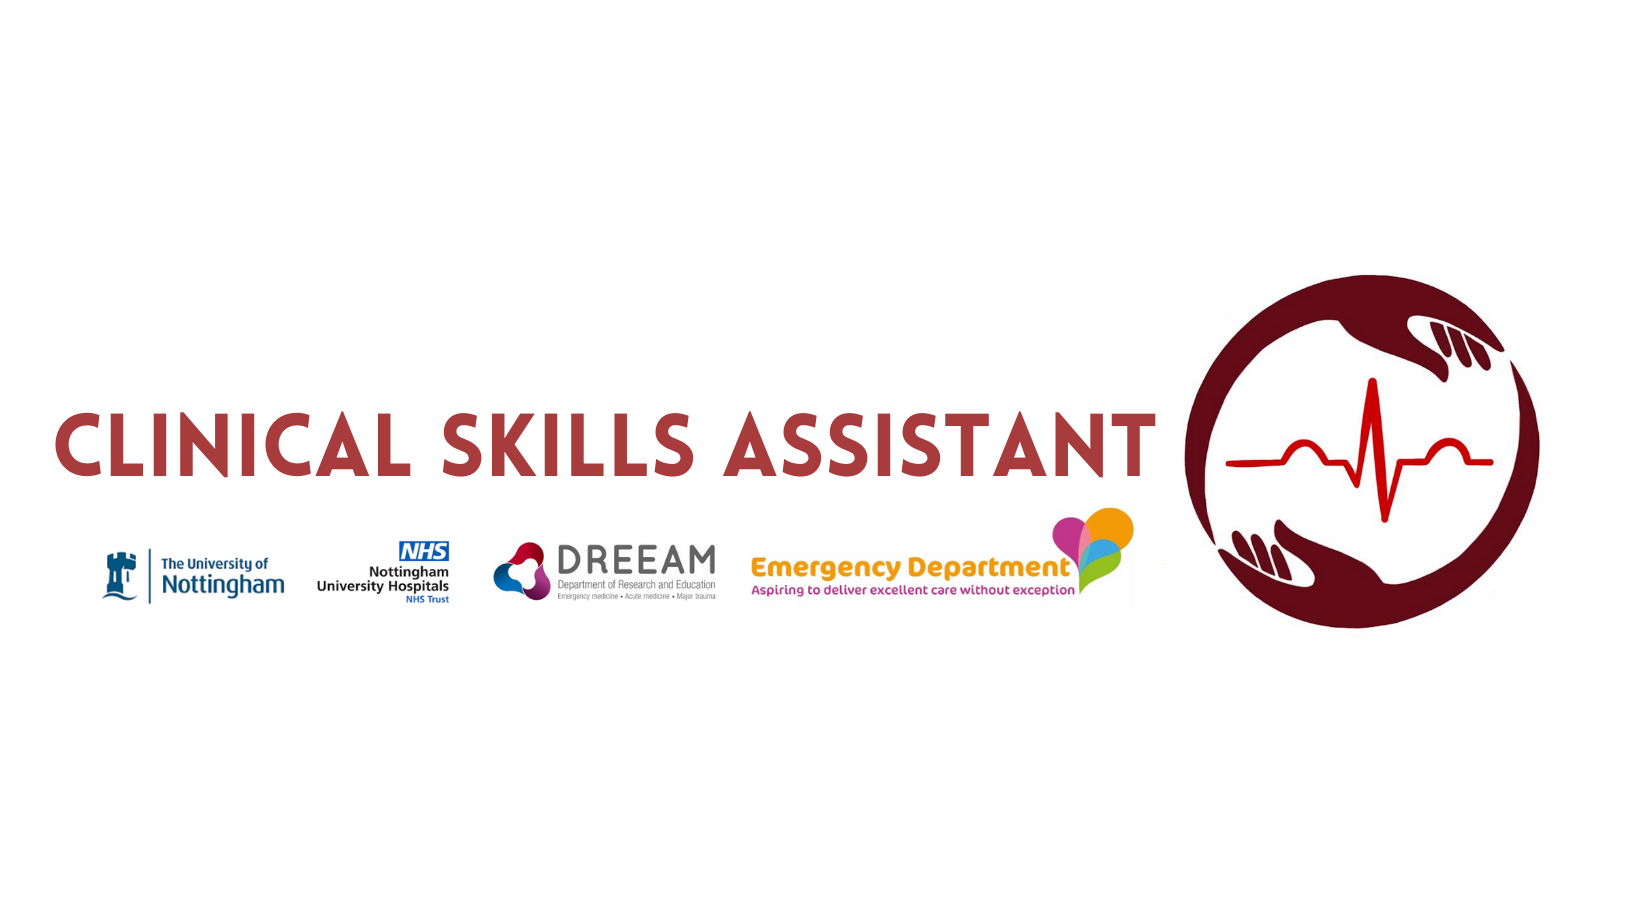 CLINICAL SKILLS ASSISTANT
The University of
Nottingham
NHS
Nottingham
University Hospitals
NHS Trust
DREEAM
Department of Research and Education
Emergency medicine • Acute medicine • Major trauma
Emergency Department
Aspiring to deliver excellent care without exception